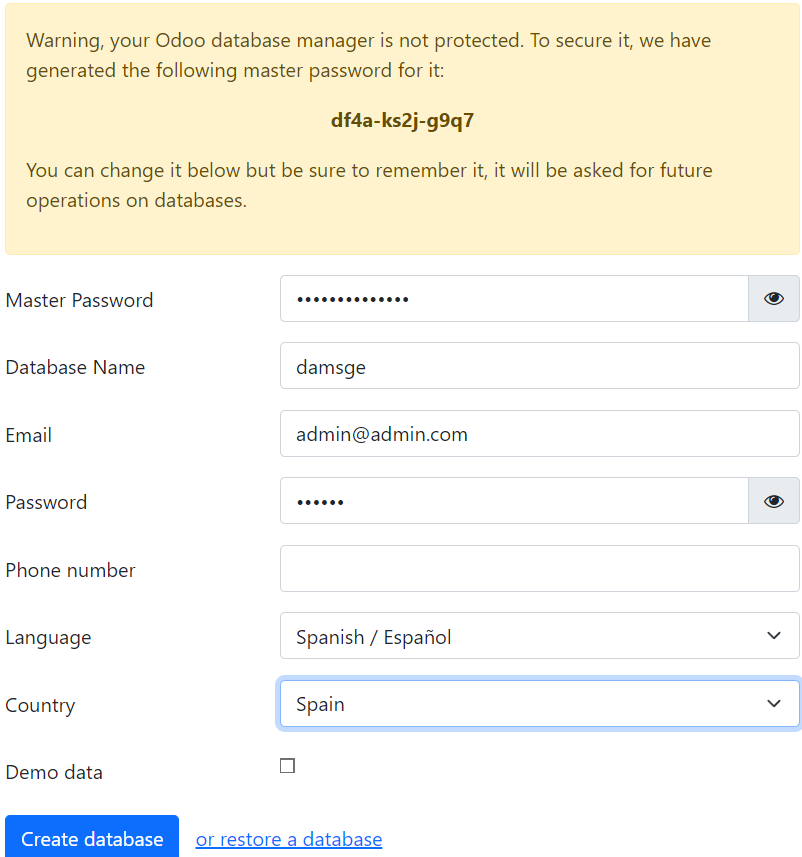 Warning, your Odoo database manager is not protected. To secure it, we have
generated the following master password for it:
df4a-ks2j-g9q7
You can change it below but be sure to remember it, it will be asked for future
operations on databases.
Master Password ••••••••••••••
Database Name damsge
Email admin@admin.com
Password ••••••
Phone number
Language Spanish / Español
Country Spain
Demo data
Create database or restore a database